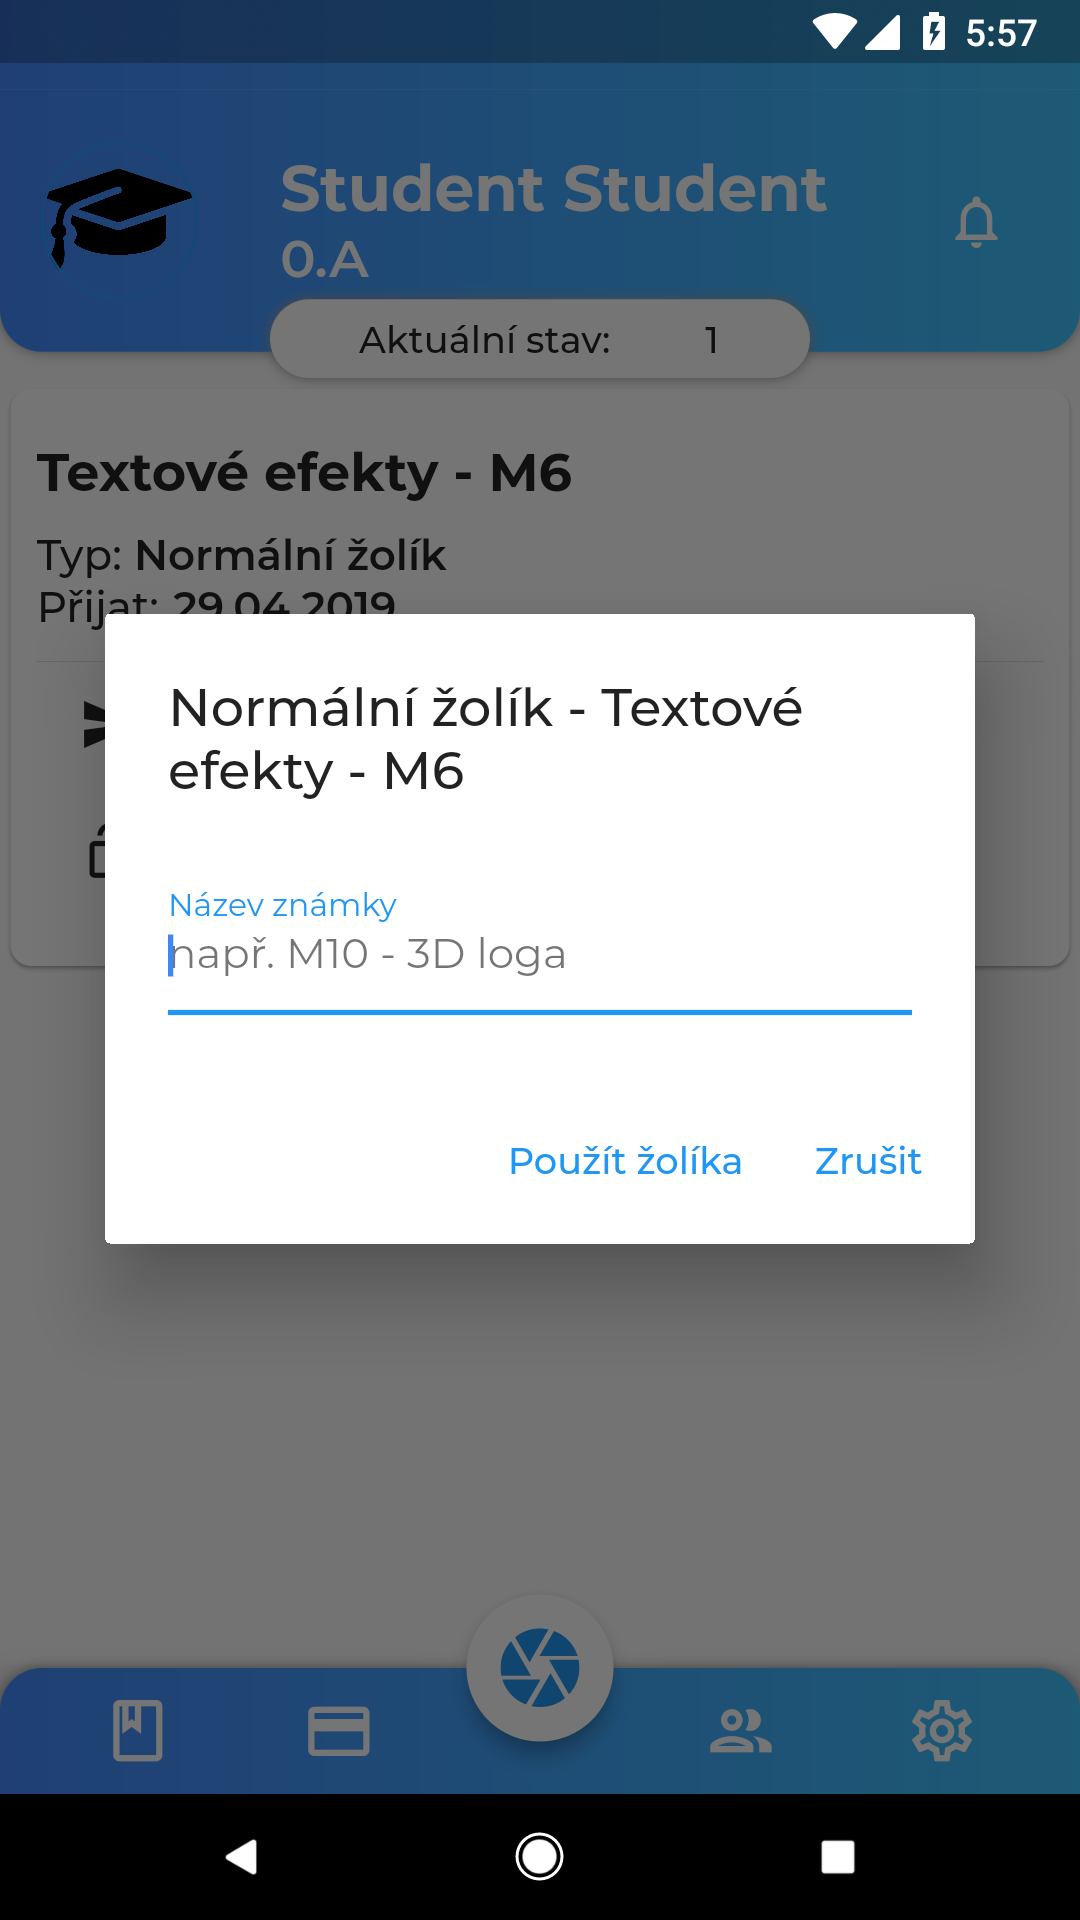 5:57
Student Student
0.A
Aktuální stav: 1
Textové efekty - M6
Typ: Normální žolík
Přijat: 29.04.2019
Normální žolík - Textové
efekty - M6
Název známky
např. M10 - 3D loga
Použít žolíka Zrušit